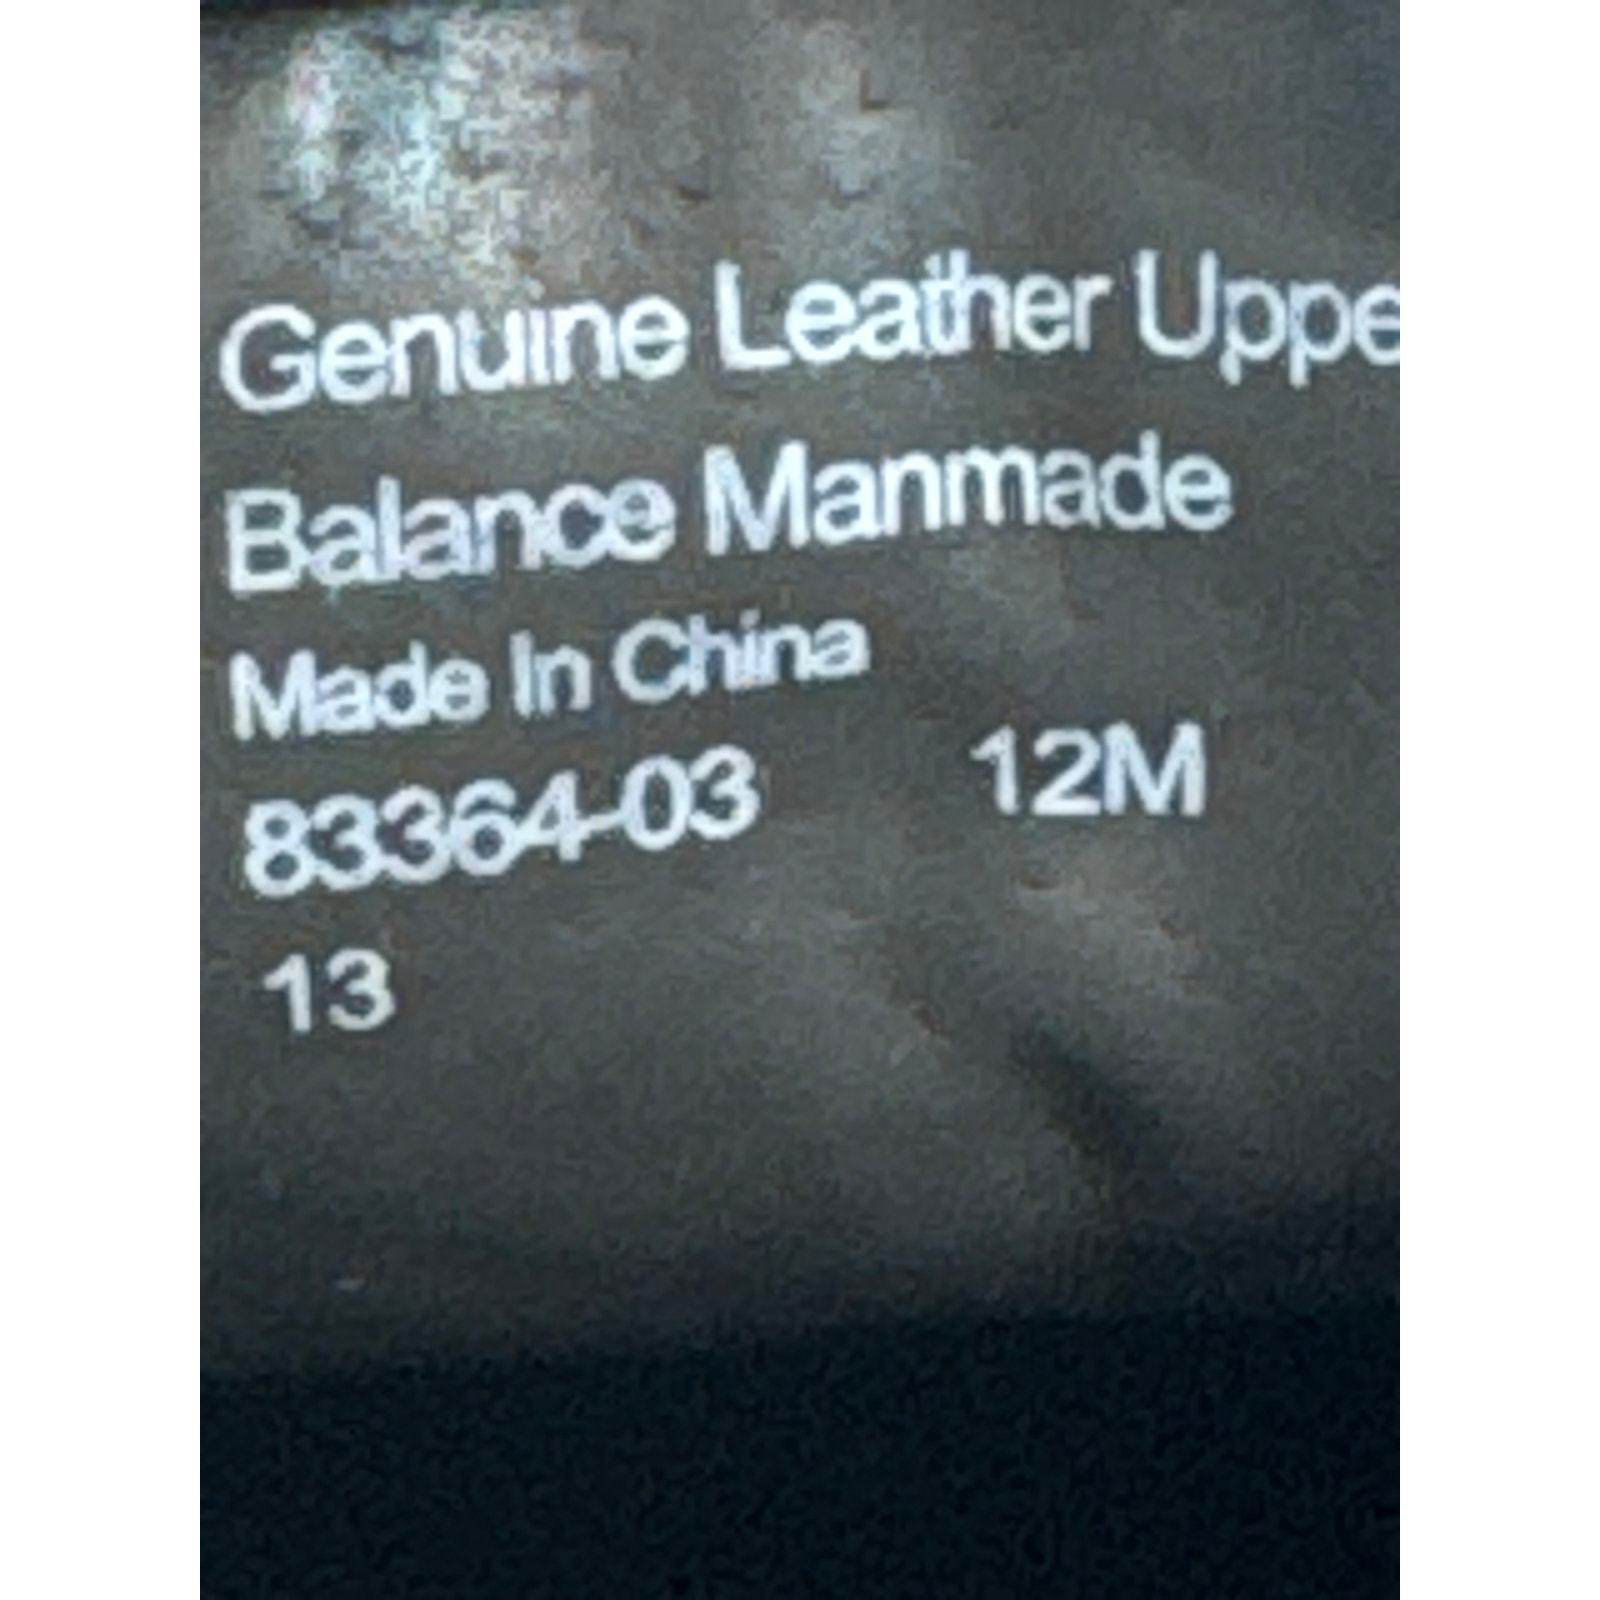 Genuine Leather Uppe
Balance Manmade
Made In China
83364-03 12M
13